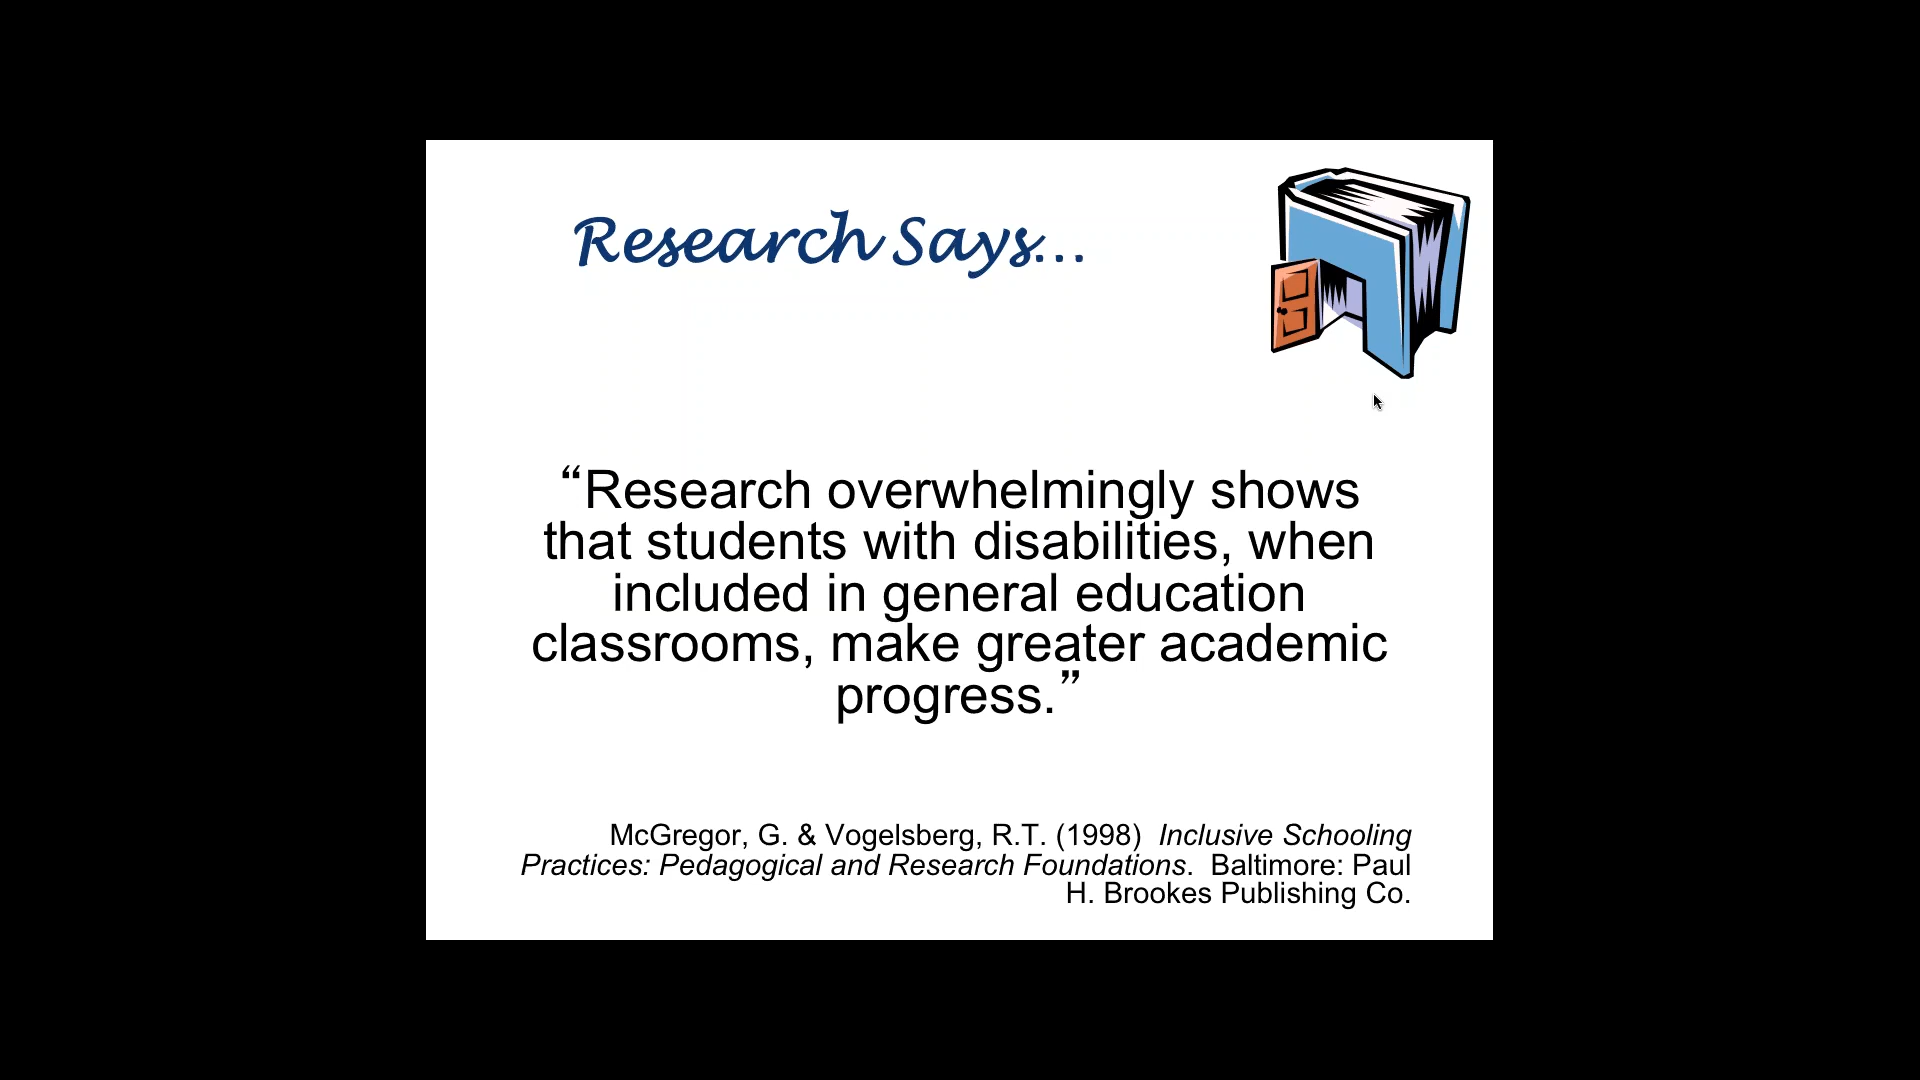 Research Says…
“Research overwhelmingly shows
that students with disabilities, when
included in general education
classrooms, make greater academic
progress.”
McGregor, G. & Vogelsberg, R.T. (1998)  Inclusive Schooling
Practices: Pedagogical and Research Foundations.  Baltimore: Paul
H. Brookes Publishing Co.